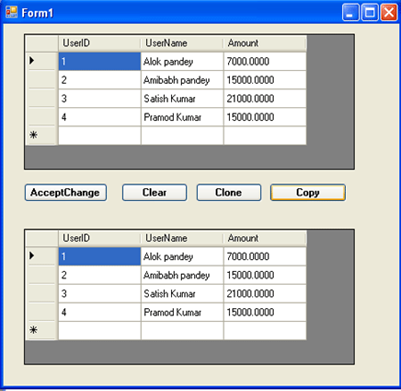 Form1
UserID UserName Amount
1 Alok pandey 7000.0000
2 Amibabh pandey 15000.0000
3 Satish Kumar 21000.0000
4 Pramod Kumar 15000.0000
AcceptChange Clear Clone Copy
UserID UserName Amount
1 Alok pandey 7000.0000
2 Amibabh pandey 15000.0000
3 Satish Kumar 21000.0000
4 Pramod Kumar 15000.0000